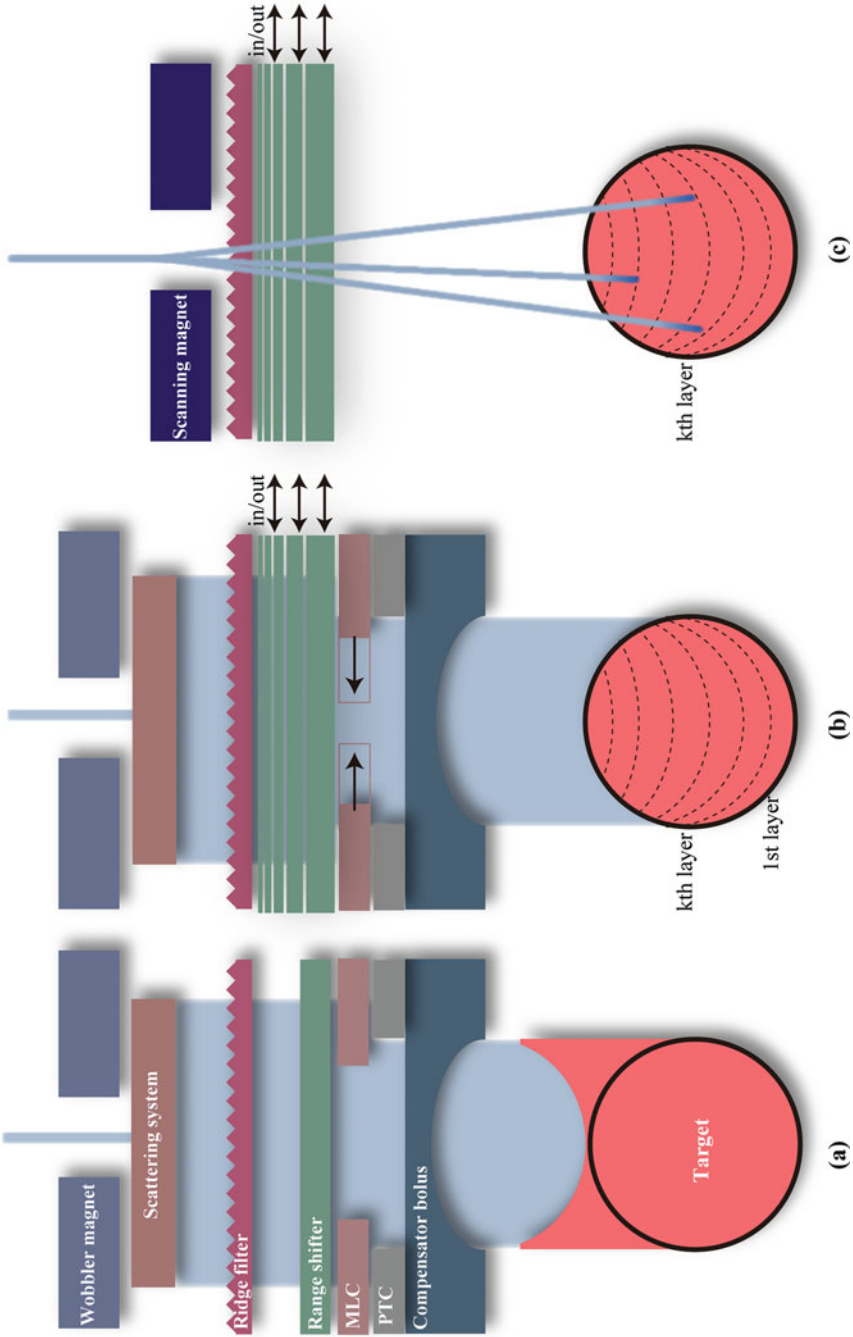 Wobbler magnet
Scattering system
Ridge filter
Range shifter
MLC
PTC
Compensator bolus
Target
(a)
in/out
kth layer
1st layer
(b)
Scanning magnet
in/out
kth layer
(c)